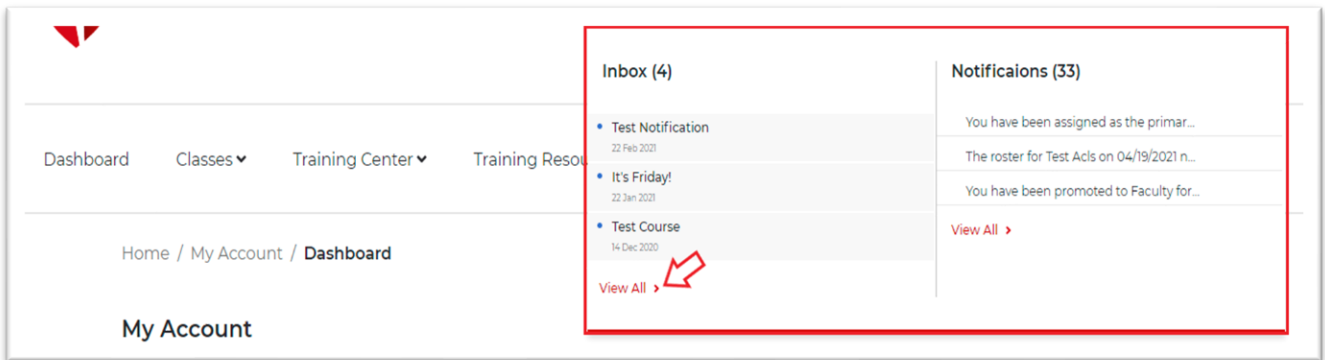 Inbox (4)
Test Notification
22 Feb 2021
It's Friday!
22 Jan 2021
Test Course
14 Dec 2020
View All
Notificaions (33)
You have been assigned as the primar...
The roster for Test Acls on 04/19/2021 n...
You have been promoted to Faculty for...
View All
Dashboard Classes Training Center Training Resou
Home / My Account / Dashboard
My Account